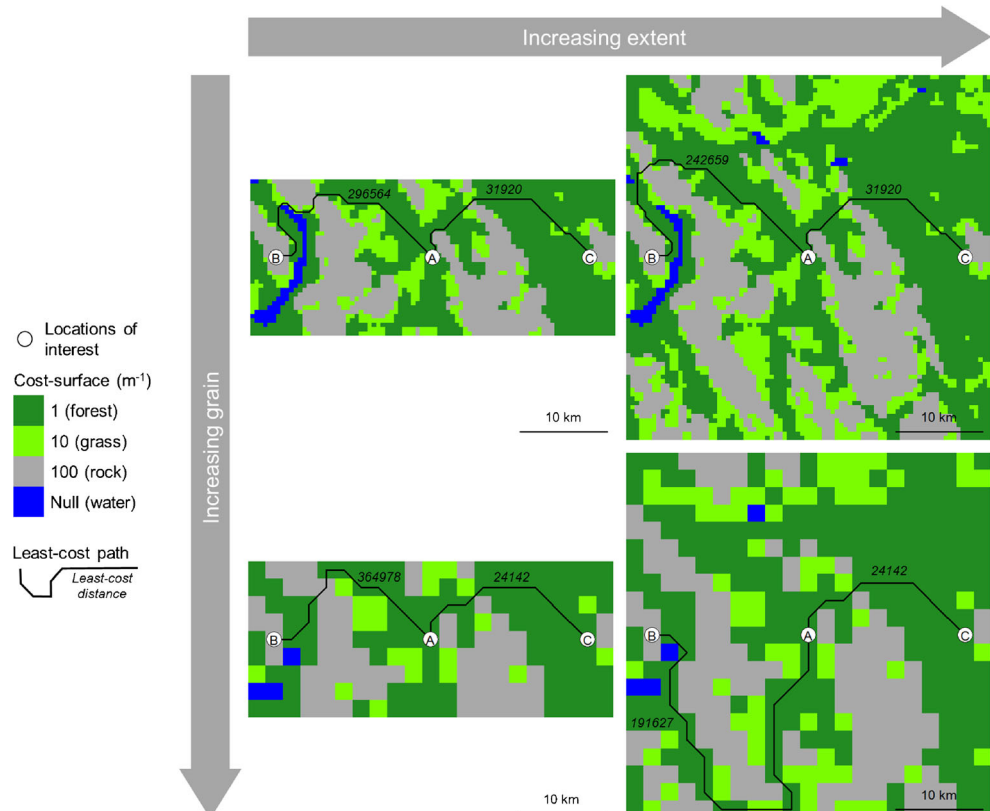 Increasing extent
Increasing grain
242659
31920
296564
31920
B
A
C
B
A
C
10 km
10 km
Locations of
interest
Cost-surface (m⁻¹)
1 (forest)
10 (grass)
100 (rock)
Null (water)
Least-cost path
Least-cost
distance
364978
24142
B
A
C
24142
B
A
C
191627
10 km
10 km